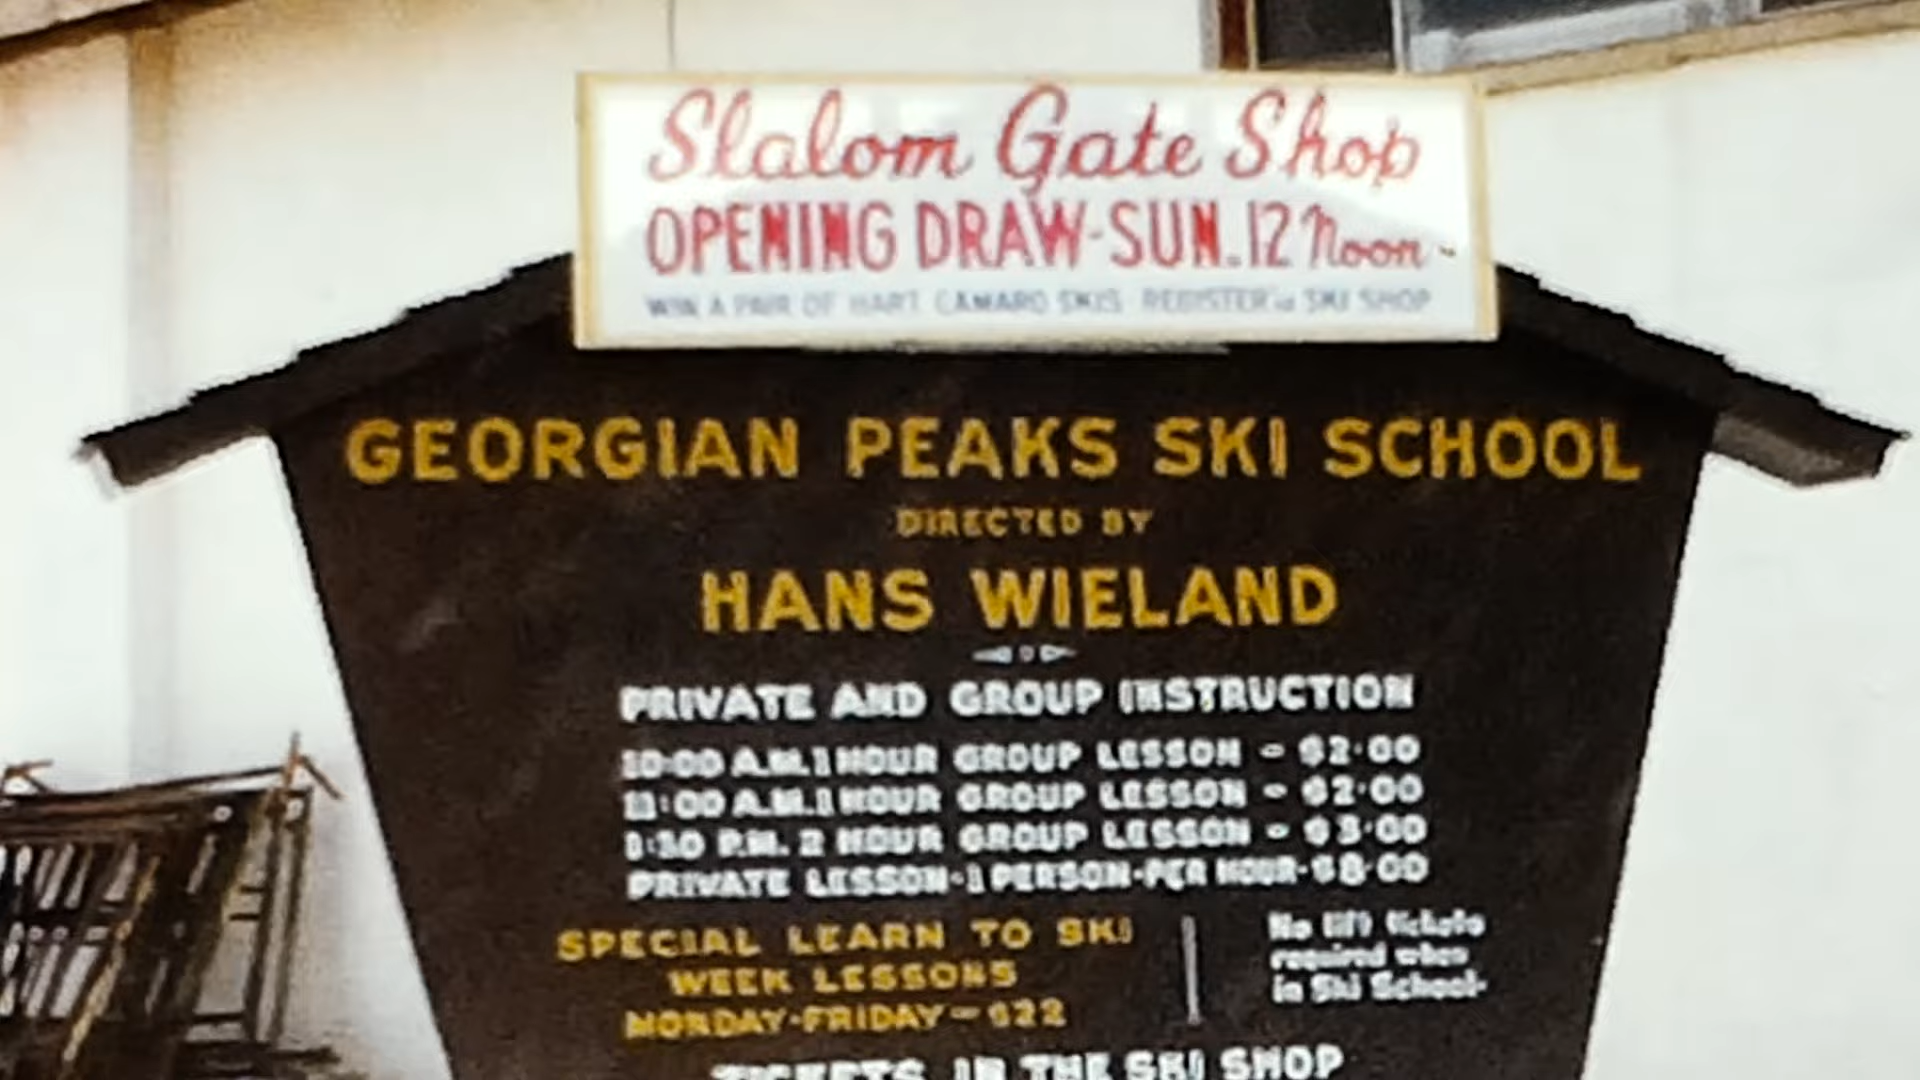 Slalom Gate Shop
OPENING DRAW-SUN. 12 Noon-
WIN A PAIR OF HART CAMARO SKIS REGISTER in SKI SHOP
GEORGIAN PEAKS SKI SCHOOL
DIRECTED BY
HANS WIELAND
PRIVATE AND GROUP INSTRUCTION
10:00 A.M. 1 HOUR GROUP LESSON - $2.00
11:00 A.M. 1 HOUR GROUP LESSON - $2.00
1:30 P.M. 2 HOUR GROUP LESSON - $3.00
PRIVATE LESSON-1 PERSON-PER HOUR-$8.00
SPECIAL LEARN TO SKI
WEEK LESSONS
MONDAY-FRIDAY-$22
No lift tickets
required when
in Ski School-
TICKETS IN THE SKI SHOP